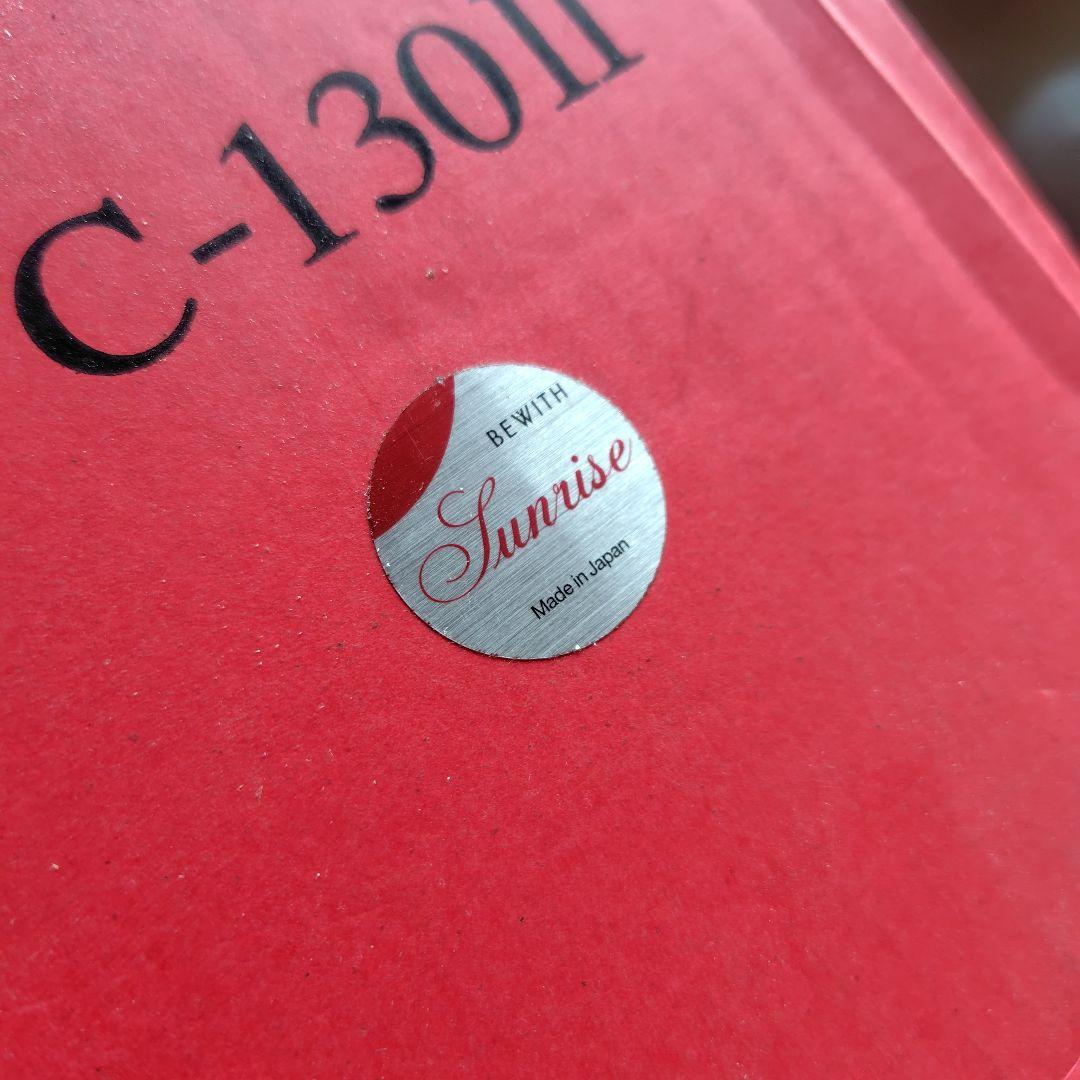 C-130II
BEWITH
Sunrise
Made in Japan